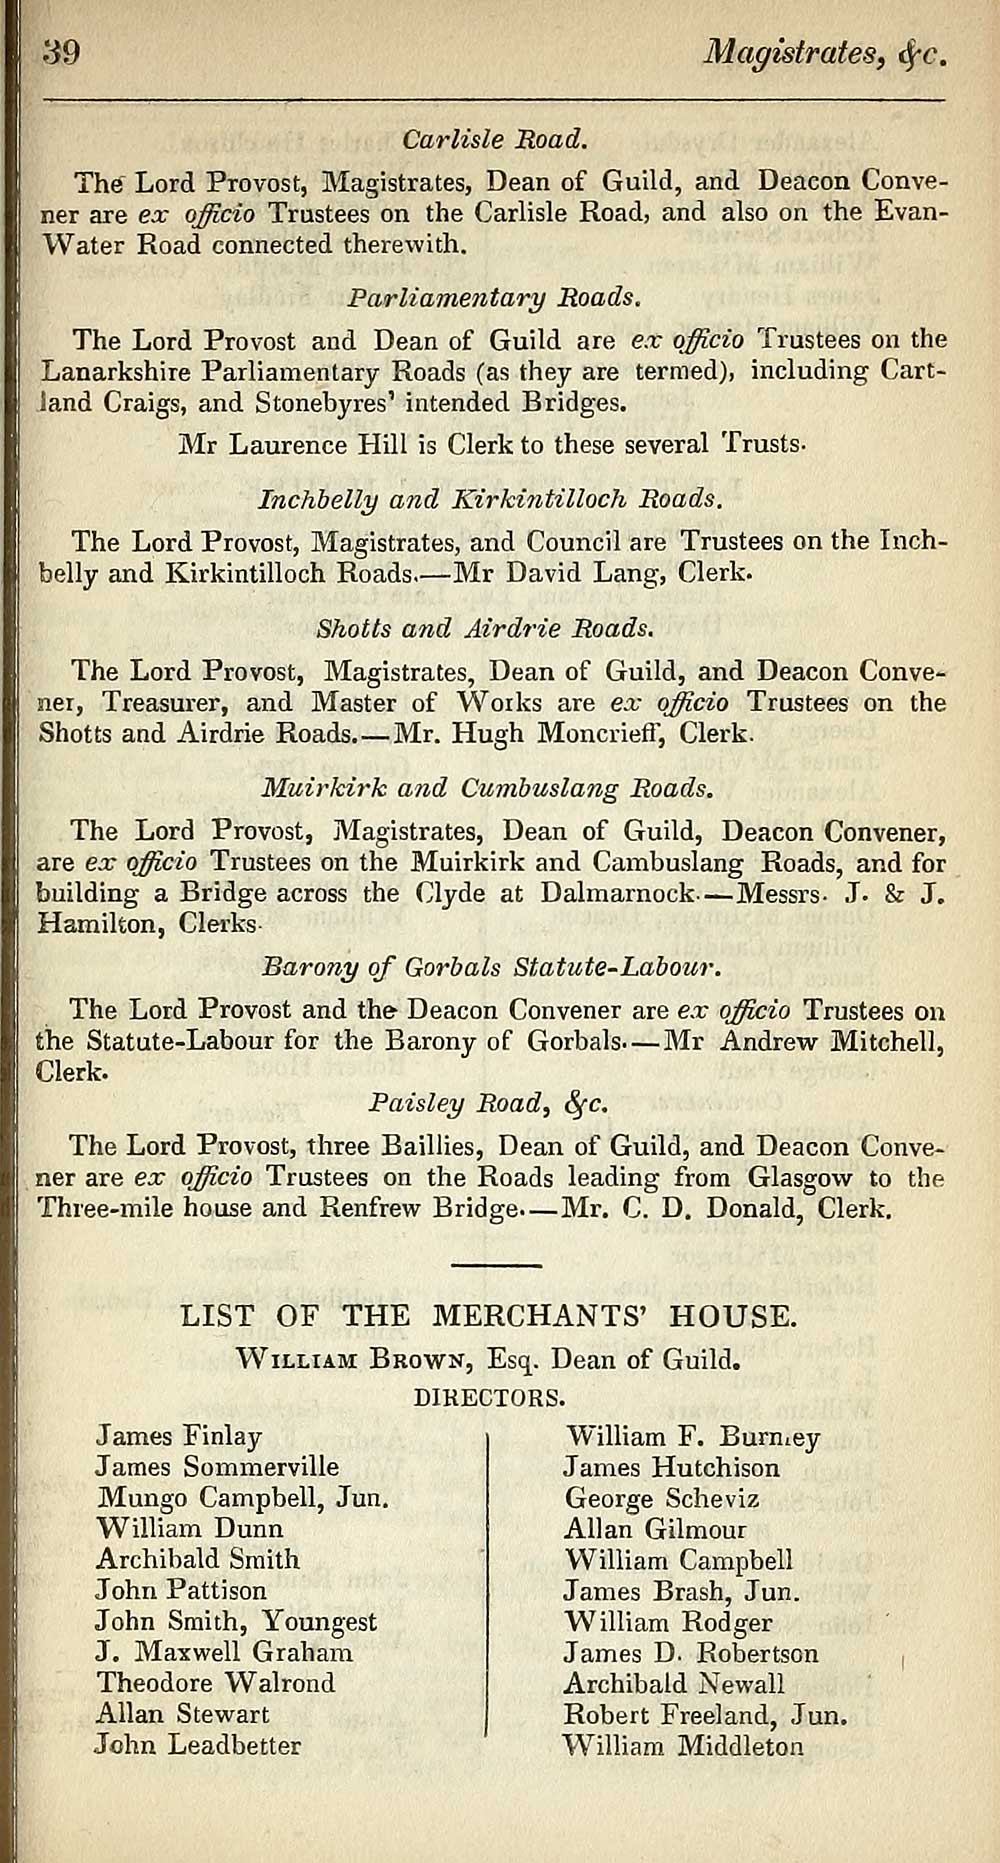 39 Magistrates, &c.
Carlisle Road.
The Lord Provost, Magistrates, Dean of Guild, and Deacon Conve-
ner are ex officio Trustees on the Carlisle Road, and also on the Evan-
Water Road connected therewith.
Parliamentary Roads.
The Lord Provost and Dean of Guild are ex officio Trustees on the
Lanarkshire Parliamentary Roads (as they are termed), including Cart-
land Craigs, and Stonebyres' intended Bridges.
Mr Laurence Hill is Clerk to these several Trusts.
Inchbelly and Kirkintilloch Roads.
The Lord Provost, Magistrates, and Council are Trustees on the Inch-
belly and Kirkintilloch Roads.—Mr David Lang, Clerk.
Shotts and Airdrie Roads.
The Lord Provost, Magistrates, Dean of Guild, and Deacon Conve-
ner, Treasurer, and Master of Works are ex officio Trustees on the
Shotts and Airdrie Roads.—Mr. Hugh Moncrieff, Clerk.
Muirkirk and Cumbuslang Roads.
The Lord Provost, Magistrates, Dean of Guild, Deacon Convener,
are ex officio Trustees on the Muirkirk and Cambuslang Roads, and for
building a Bridge across the Clyde at Dalmarnock.—Messrs. J. & J.
Hamilton, Clerks.
Barony of Gorbals Statute-Labour.
The Lord Provost and the Deacon Convener are ex officio Trustees on
the Statute-Labour for the Barony of Gorbals.—Mr Andrew Mitchell,
Clerk.
Paisley Road, &c.
The Lord Provost, three Baillies, Dean of Guild, and Deacon Conve-
ner are ex officio Trustees on the Roads leading from Glasgow to the
Three-mile house and Renfrew Bridge.—Mr. C. D. Donald, Clerk.
LIST OF THE MERCHANTS' HOUSE.
WILLIAM BROWN, Esq. Dean of Guild.
DIRECTORS.
James Finlay
James Sommerville
Mungo Campbell, Jun.
William Dunn
Archibald Smith
John Pattison
John Smith, Youngest
J. Maxwell Graham
Theodore Walrond
Allan Stewart
John Leadbetter
William F. Burnley
James Hutchison
George Scheviz
Allan Gilmour
William Campbell
James Brash, Jun.
William Rodger
James D. Robertson
Archibald Newall
Robert Freeland, Jun.
William Middleton